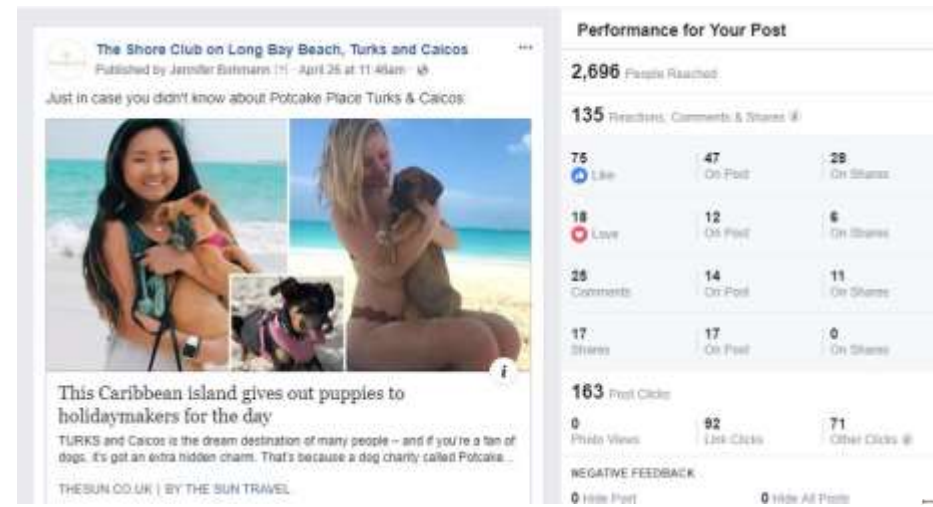 The Shore Club on Long Bay Beach, Turks and Caicos
Published by Jennifer · April 26 at 11:46am ·
Just in case you didn't know about Potcake Place Turks & Caicos:
This Caribbean island gives out puppies to
holidaymakers for the day
TURKS and Caicos is the dream destination of many people – and if you're a fan of
dogs, it's got an extra hidden charm. That's because a dog charity called Potcake...
THESUN.CO.UK | BY THE SUN TRAVEL
Performance for Your Post
2,696 People Reached
135 Reactions, Comments & Shares
75 47 28
Like On Post On Shares
18 12 6
Love On Post On Shares
25 14 11
Comments On Post On Shares
17 17 0
Shares On Post On Shares
163 Post Clicks
0 92 71
Photo Views Link Clicks Other Clicks
NEGATIVE FEEDBACK
0 Hide Post 0 Hide All Posts